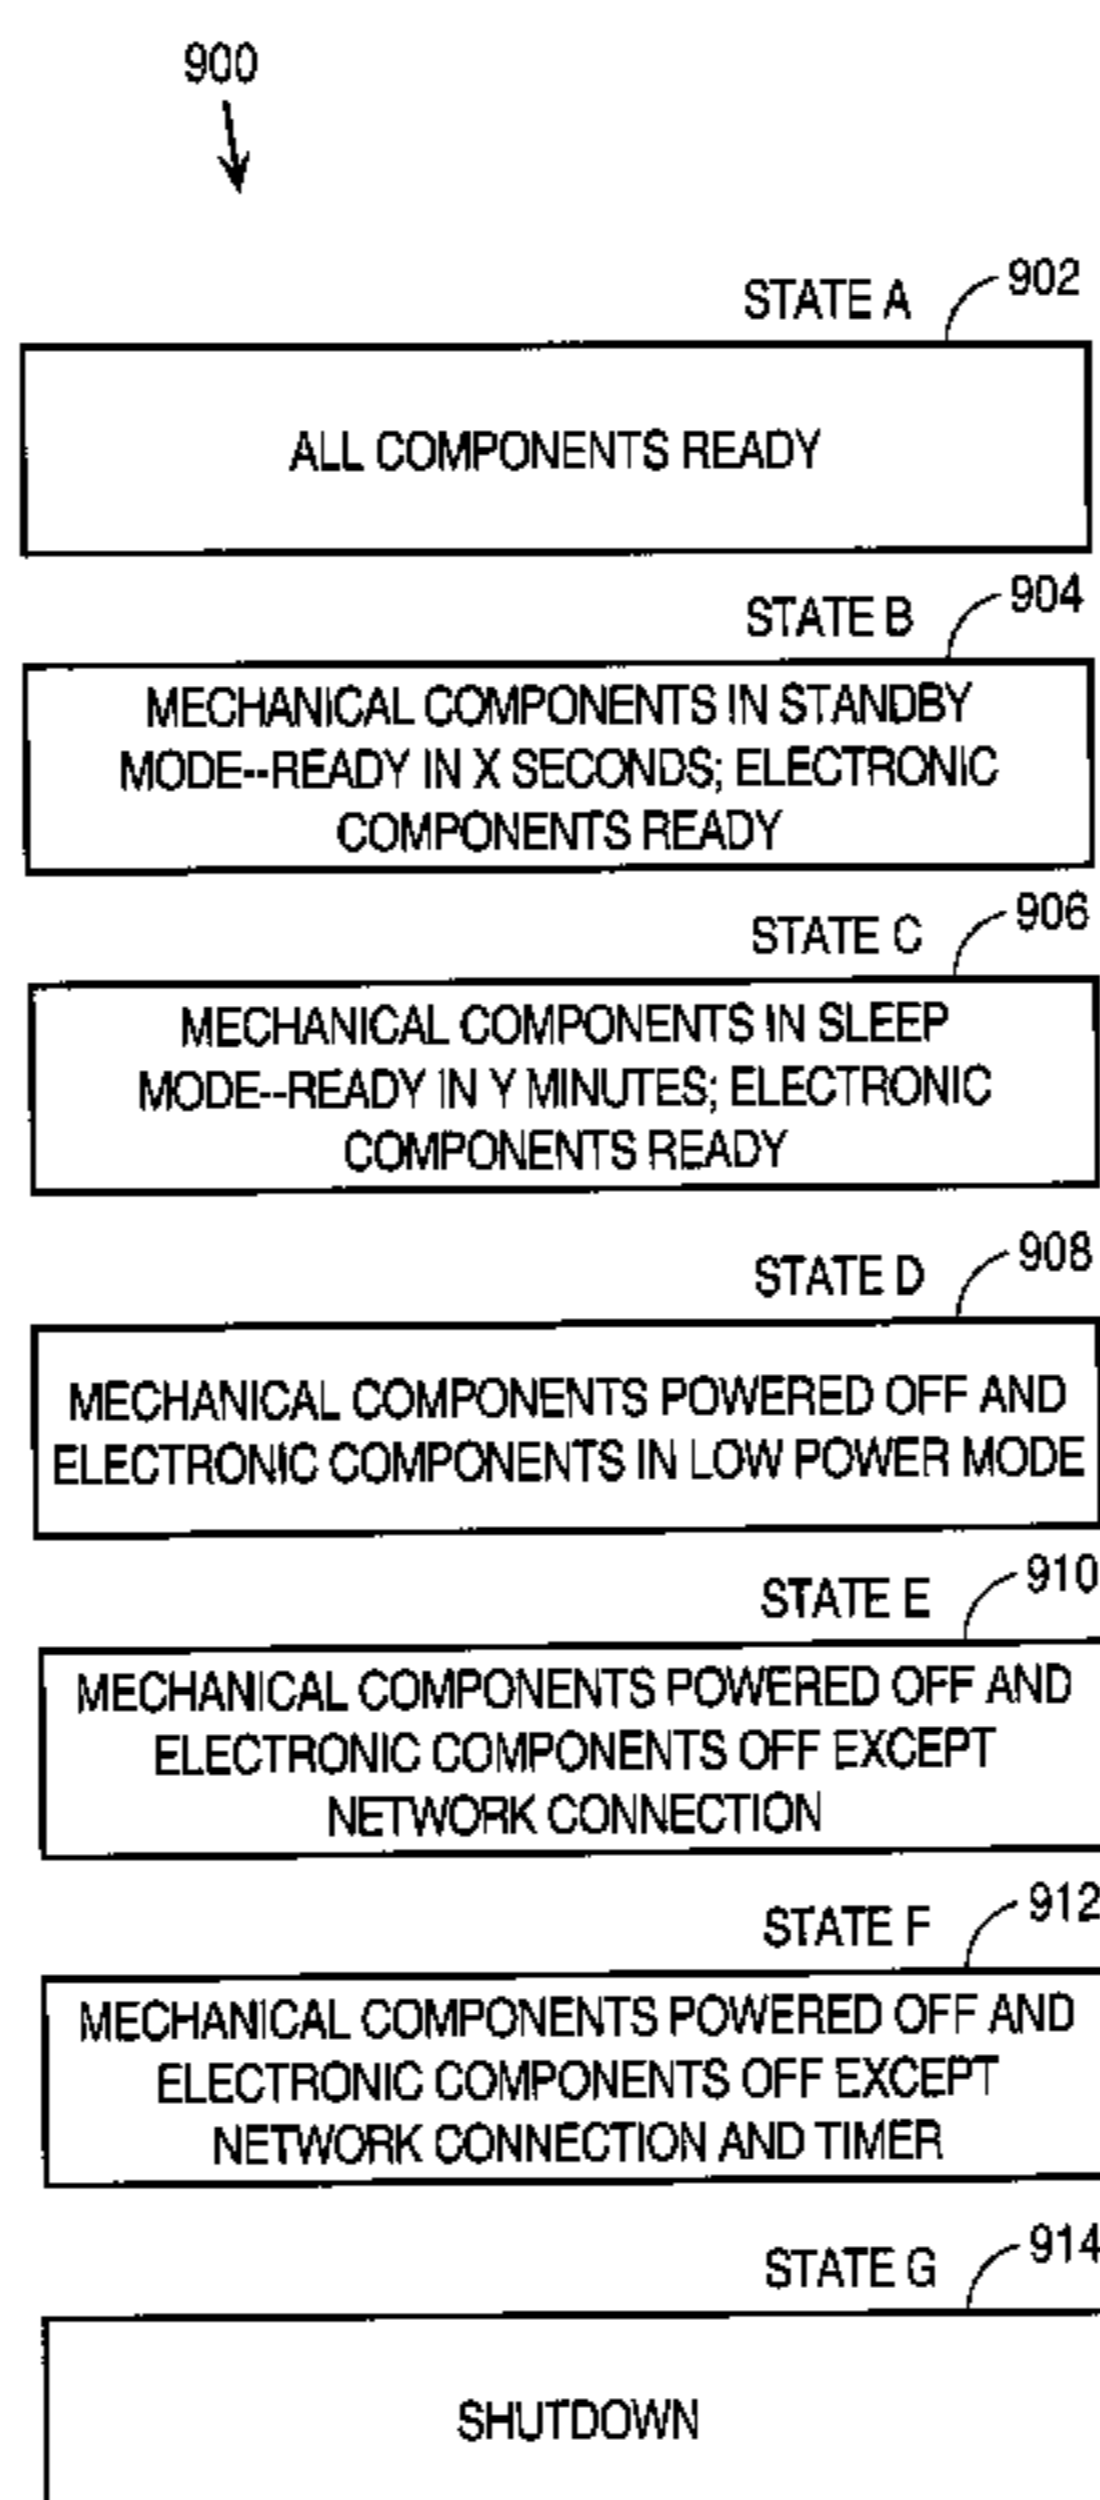 900
STATE A
902
ALL COMPONENTS READY
STATE B
904
MECHANICAL COMPONENTS IN STANDBY
MODE--READY IN X SECONDS; ELECTRONIC
COMPONENTS READY
STATE C
906
MECHANICAL COMPONENTS IN SLEEP
MODE--READY IN Y MINUTES; ELECTRONIC
COMPONENTS READY
STATE D
908
MECHANICAL COMPONENTS POWERED OFF AND
ELECTRONIC COMPONENTS IN LOW POWER MODE
STATE E
910
MECHANICAL COMPONENTS POWERED OFF AND
ELECTRONIC COMPONENTS OFF EXCEPT
NETWORK CONNECTION
STATE F
912
MECHANICAL COMPONENTS POWERED OFF AND
ELECTRONIC COMPONENTS OFF EXCEPT
NETWORK CONNECTION AND TIMER
STATE G
914
SHUTDOWN